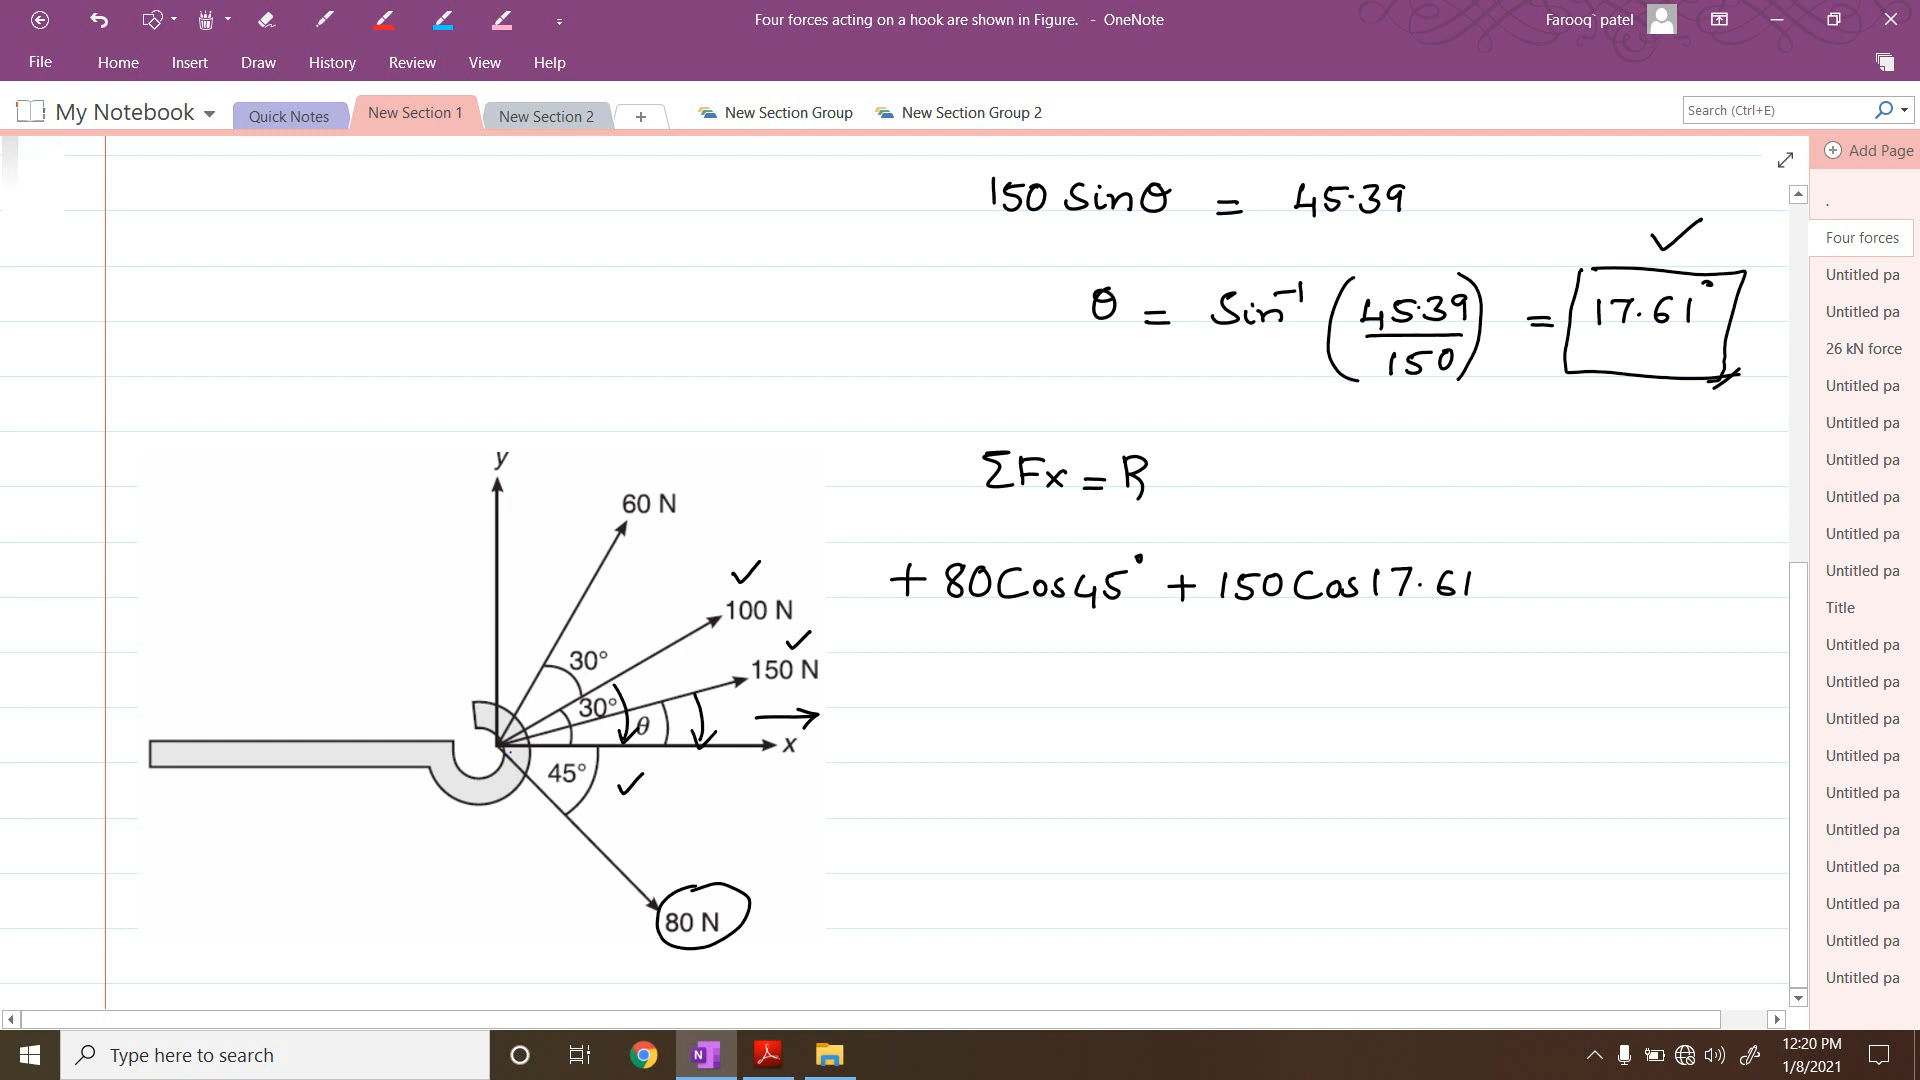 Four forces acting on a hook are shown in Figure. - OneNote
Farooq` patel
File Home Insert Draw History Review View Help
My Notebook
Quick Notes
New Section 1
New Section 2
+
New Section Group
New Section Group 2
Search (Ctrl+E)
Add Page
.
Four forces
Untitled pa
Untitled pa
26 kN force
Untitled pa
Untitled pa
Untitled pa
Untitled pa
Untitled pa
Untitled pa
Title
Untitled pa
Untitled pa
Untitled pa
Untitled pa
Untitled pa
Untitled pa
Untitled pa
Untitled pa
Untitled pa
Untitled pa
150 Sinθ = 45.39
θ = Sin⁻¹ (45.39/150) = 17.61°
ΣFx = R
+ 80Cos45° + 150Cos17.61
y
60 N
100 N
150 N
30°
30°
θ
x
45°
80 N
Type here to search
12:20 PM
1/8/2021